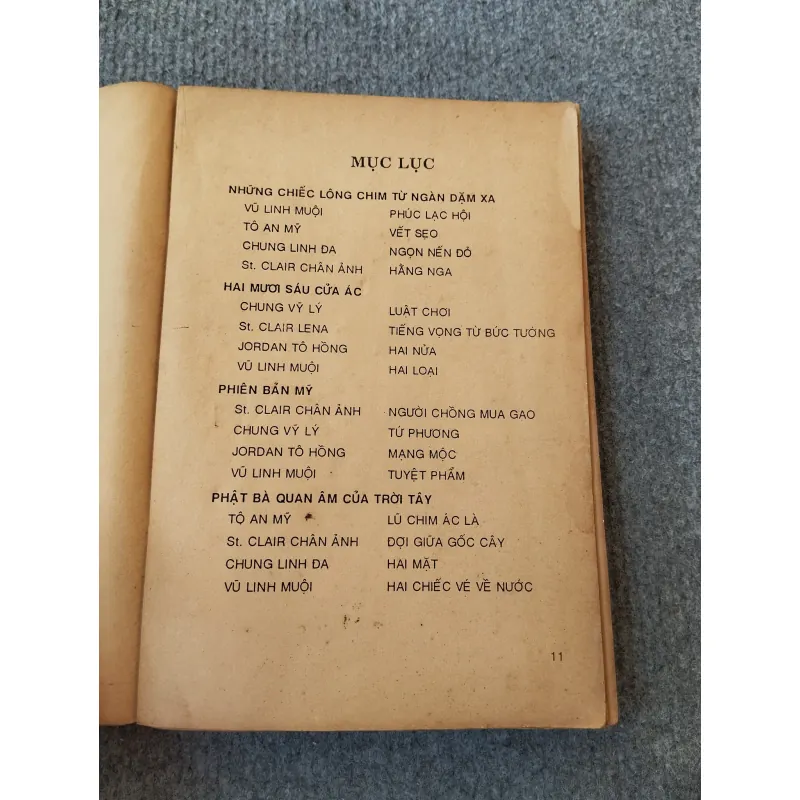 MỤC LỤC
NHỮNG CHIẾC LÔNG CHIM TỪ NGÀN DẶM XA
VŨ LINH MUỘI PHÚC LẠC HỘI
TÔ AN MỸ VẾT SẸO
CHUNG LINH ĐA NGỌN NẾN ĐỎ
St. CLAIR CHÂN ẢNH HẰNG NGA
HAI MƯƠI SÁU CỬA ÁC
CHUNG VỸ LÝ LUẬT CHƠI
St. CLAIR LENA TIẾNG VỌNG TỪ BỨC TƯỜNG
JORDAN TÔ HỒNG HAI NỬA
VŨ LINH MUỘI HAI LOẠI
PHIÊN BẢN MỸ
St. CLAIR CHÂN ẢNH NGƯỜI CHỒNG MUA GẠO
CHUNG VỸ LÝ TỨ PHƯƠNG
JORDAN TÔ HỒNG MẠNG MỘC
VŨ LINH MUỘI TUYỆT PHẨM
PHẬT BÀ QUAN ÂM CỦA TRỜI TÂY
TÔ AN MỸ LŨ CHIM ÁC LÀ
St. CLAIR CHÂN ẢNH ĐỢI GIỮA GỐC CÂY
CHUNG LINH ĐA HAI MẶT
VŨ LINH MUỘI HAI CHIẾC VÉ VỀ NƯỚC
11